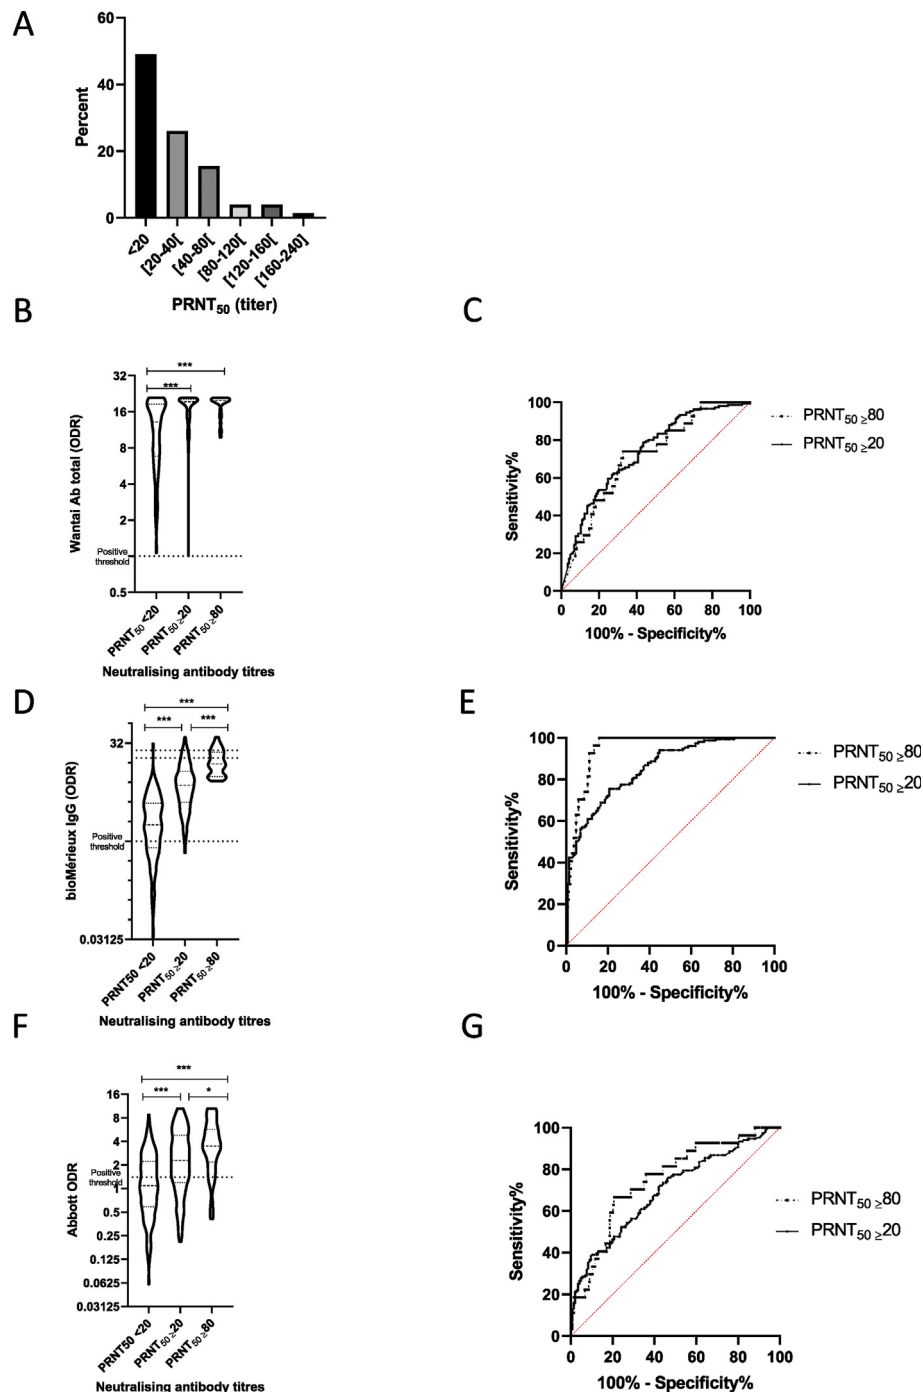 A
60
40
20
0
Percent
<20
[20-40[
[40-80[
[80-120[
[120-160[
[160-240]
PRNT50 (titer)
B
***
***
32
16
8
4
2
Positive
threshold
0.5
Wantai Ab total (ODR)
PRNT50 <20
PRNT50 ≥20
PRNT50 ≥80
Neutralising antibody titres
C
100
80
60
40
20
0
Sensitivity%
0 20 40 60 80 100
100% - Specificity%
PRNT50 ≥80
PRNT50 ≥20
D
***
*** ***
32
Positive
threshold
0.03125
bioMérieux IgG (ODR)
PRNT50 <20
PRNT50 ≥20
PRNT50 ≥80
Neutralising antibody titres
E
100
80
60
40
20
0
Sensitivity%
0 20 40 60 80 100
100% - Specificity%
PRNT50 ≥80
PRNT50 ≥20
F
***
*** *
16
8
4
2
Positive
threshold
1
0.5
0.25
0.125
0.0625
0.03125
Abbott ODR
PRNT50 <20
PRNT50 ≥20
PRNT50 ≥80
Neutralising antibody titres
G
100
80
60
40
20
0
Sensitivity%
0 20 40 60 80 100
100% - Specificity%
PRNT50 ≥80
PRNT50 ≥20